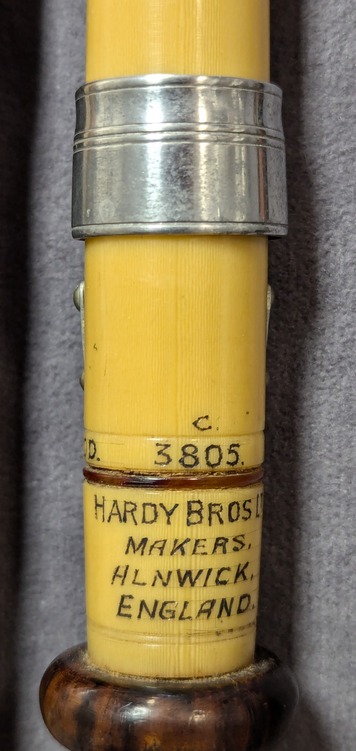 C.
D. 3805.
HARDY BROS L
MAKERS,
ALNWICK,
ENGLAND.